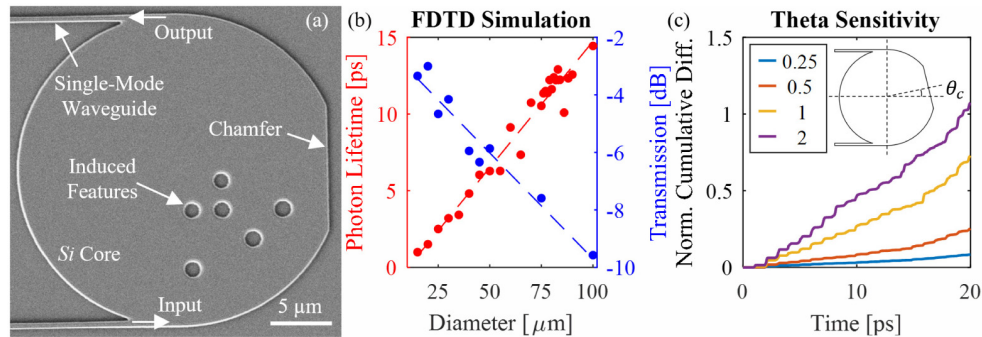 (a)
Output
Single-Mode
Waveguide
Chamfer
Induced
Features
Si Core
Input
5 μm
(b)
FDTD Simulation
Photon Lifetime [ps]
15
10
5
0
Transmission [dB]
-2
-4
-6
-8
-10
25
50
75
100
Diameter [μm]
(c)
Theta Sensitivity
Norm. Cumulative Diff.
1.5
1
0.5
0
0.25
0.5
1
2
θc
0
10
20
Time [ps]